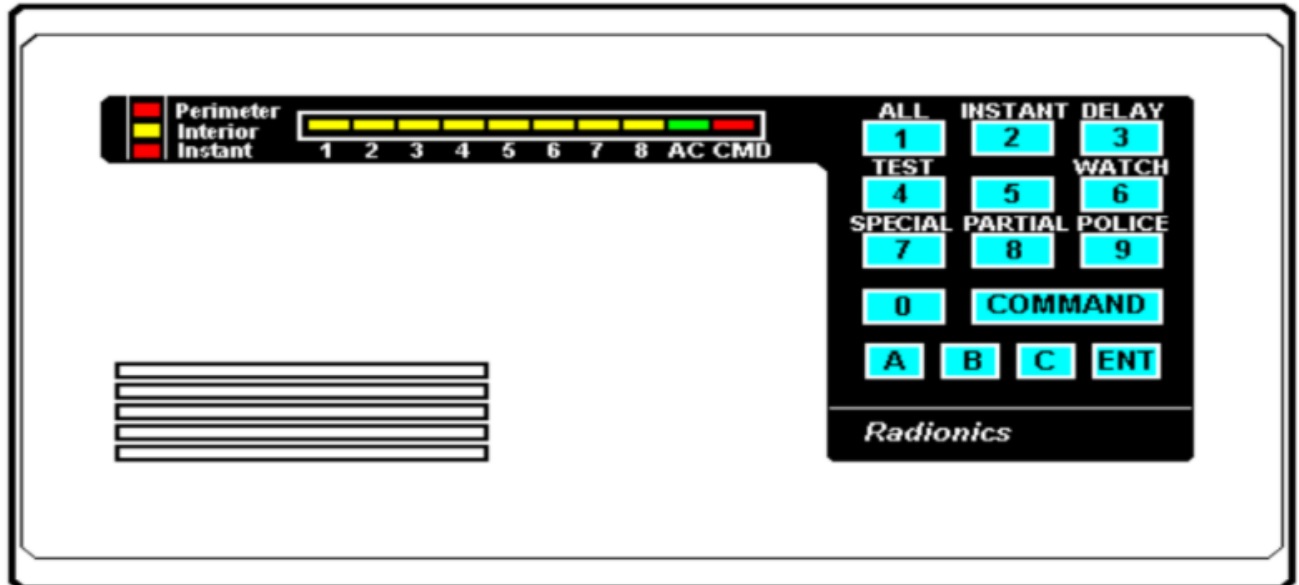 Perimeter
Interior
Instant
1 2 3 4 5 6 7 8 AC CMD
ALL INSTANT DELAY
1 2 3
TEST WATCH
4 5 6
SPECIAL PARTIAL POLICE
7 8 9
0 COMMAND
A B C ENT
Radionics